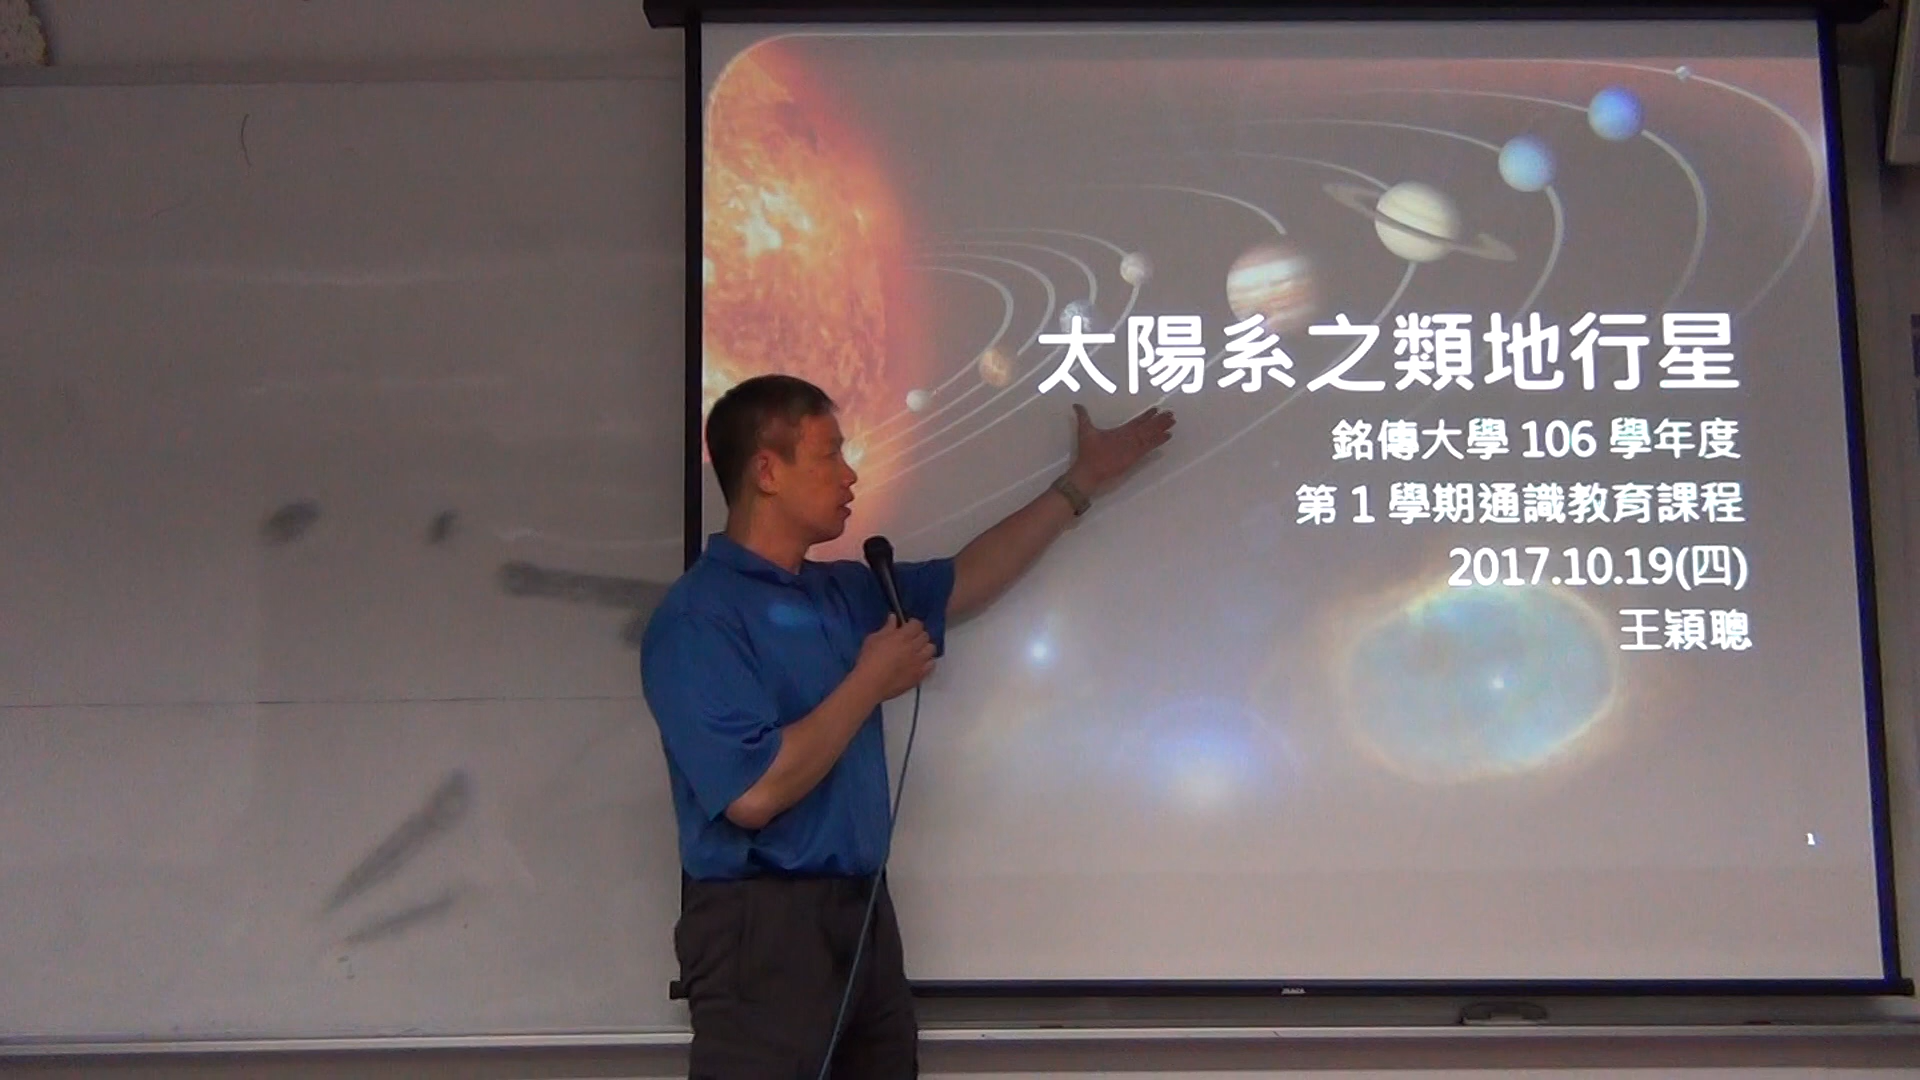 太陽系之類地行星
銘傳大學 106 學年度
第 1 學期通識教育課程
2017.10.19(四)
王穎聰
1